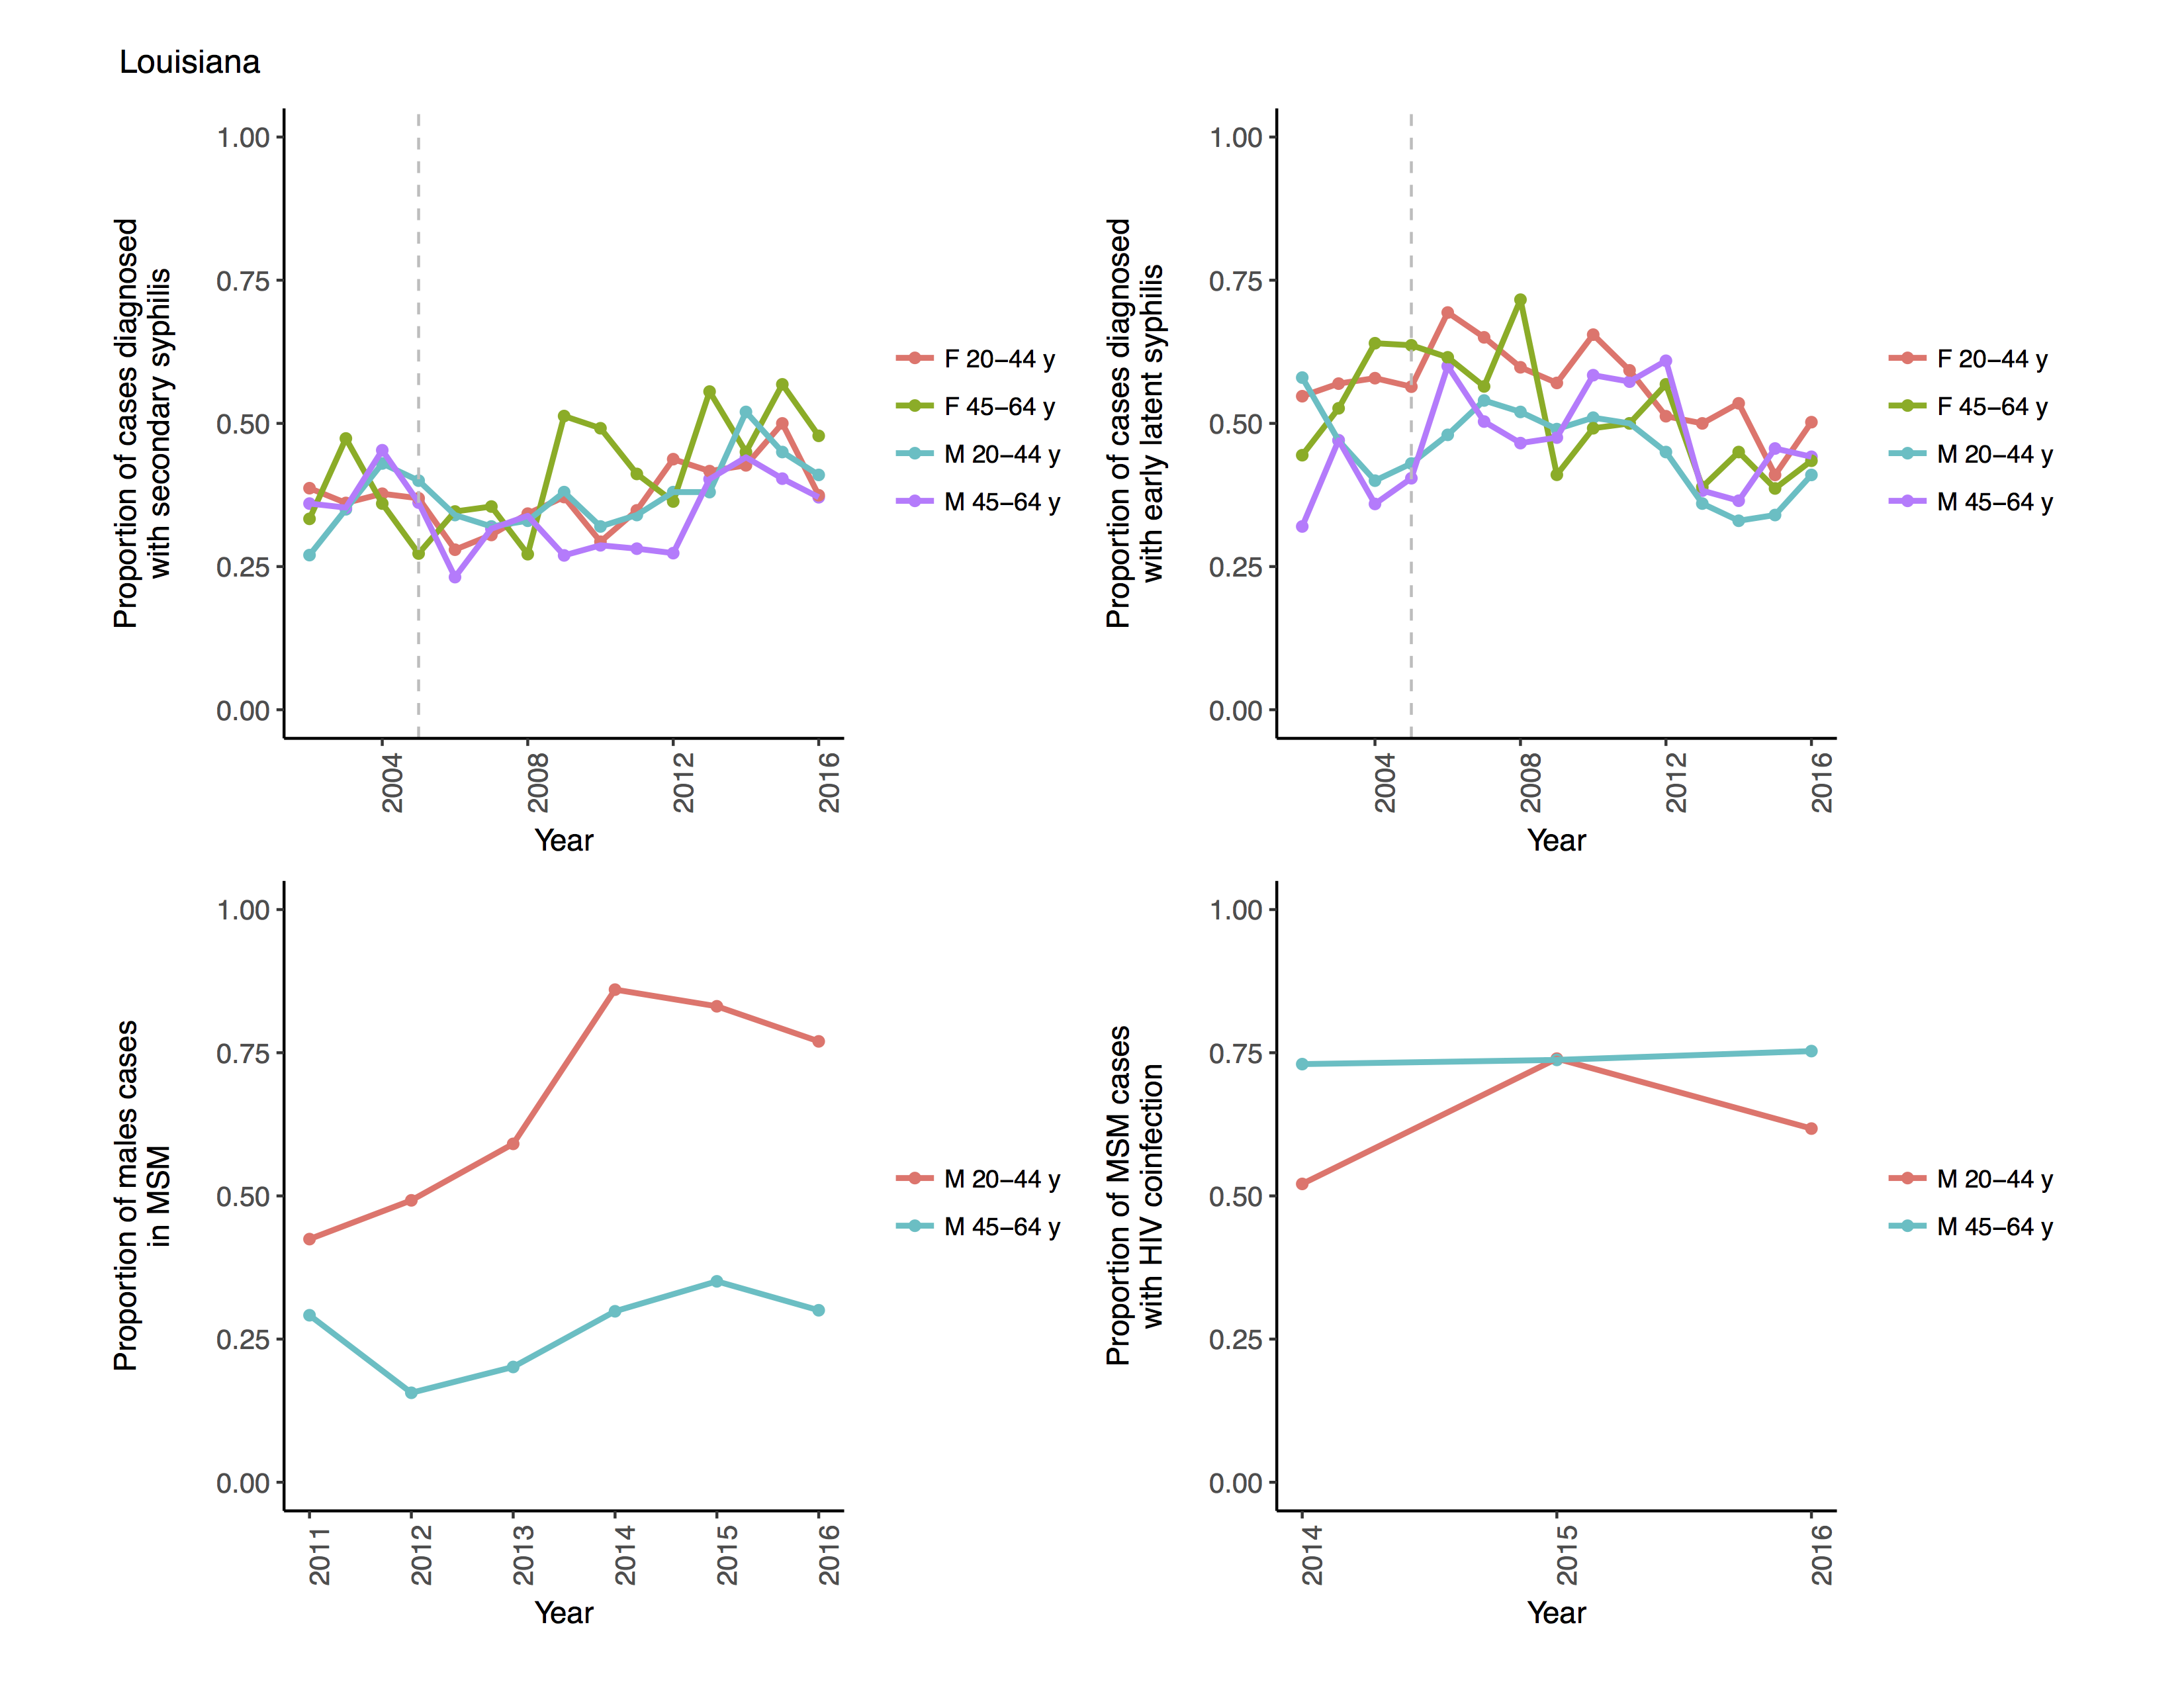 Louisiana
Proportion of cases diagnosed
with secondary syphilis
1.00
0.75
0.50
0.25
0.00
2004
2008
2012
2016
Year
F 20−44 y
F 45−64 y
M 20−44 y
M 45−64 y
Proportion of cases diagnosed
with early latent syphilis
1.00
0.75
0.50
0.25
0.00
2004
2008
2012
2016
Year
F 20−44 y
F 45−64 y
M 20−44 y
M 45−64 y
Proportion of males cases
in MSM
1.00
0.75
0.50
0.25
0.00
2011
2012
2013
2014
2015
2016
Year
M 20−44 y
M 45−64 y
Proportion of MSM cases
with HIV coinfection
1.00
0.75
0.50
0.25
0.00
2014
2015
2016
Year
M 20−44 y
M 45−64 y